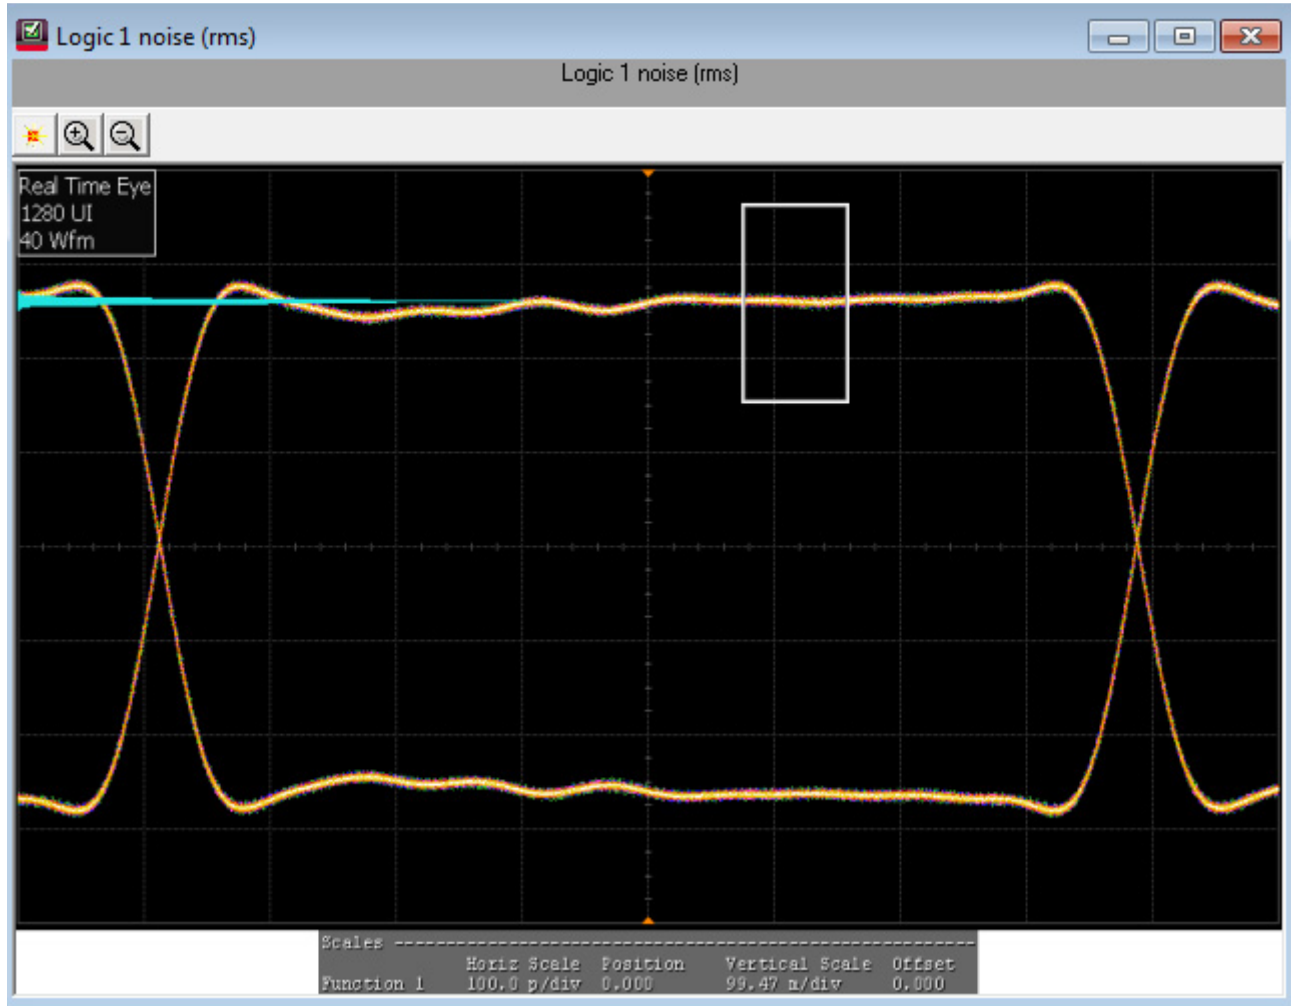 Logic 1 noise (rms)
Logic 1 noise (rms)
Real Time Eye
1280 UI
40 Wfm
Scales --------------------------------------------------------
Horiz Scale Position Vertical Scale Offset
Function 1 100.0 p/div 0.000 99.47 m/div 0.000